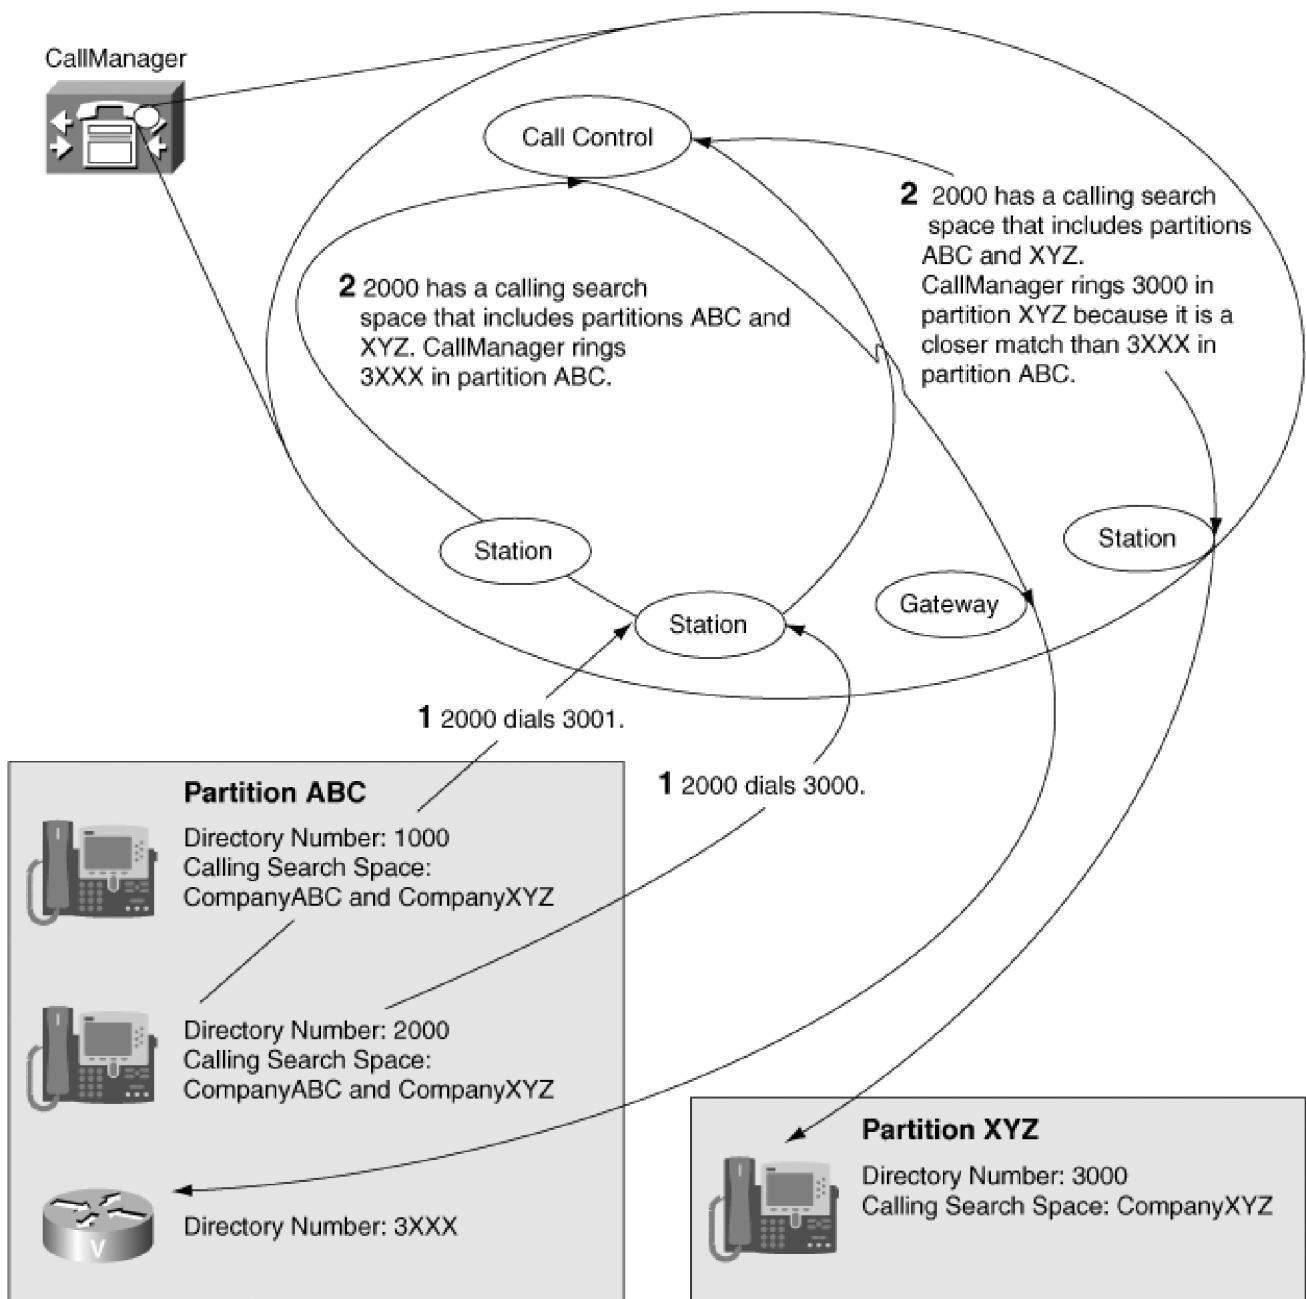 CallManager
Call Control
2 2000 has a calling search
space that includes partitions
ABC and XYZ.
CallManager rings 3000 in
partition XYZ because it is a
closer match than 3XXX in
partition ABC.
2 2000 has a calling search
space that includes partitions ABC and
XYZ. CallManager rings
3XXX in partition ABC.
Station
Station
Gateway
Station
1 2000 dials 3001.
1 2000 dials 3000.
Partition ABC
Directory Number: 1000
Calling Search Space:
CompanyABC and CompanyXYZ
Directory Number: 2000
Calling Search Space:
CompanyABC and CompanyXYZ
V
Directory Number: 3XXX
Partition XYZ
Directory Number: 3000
Calling Search Space: CompanyXYZ